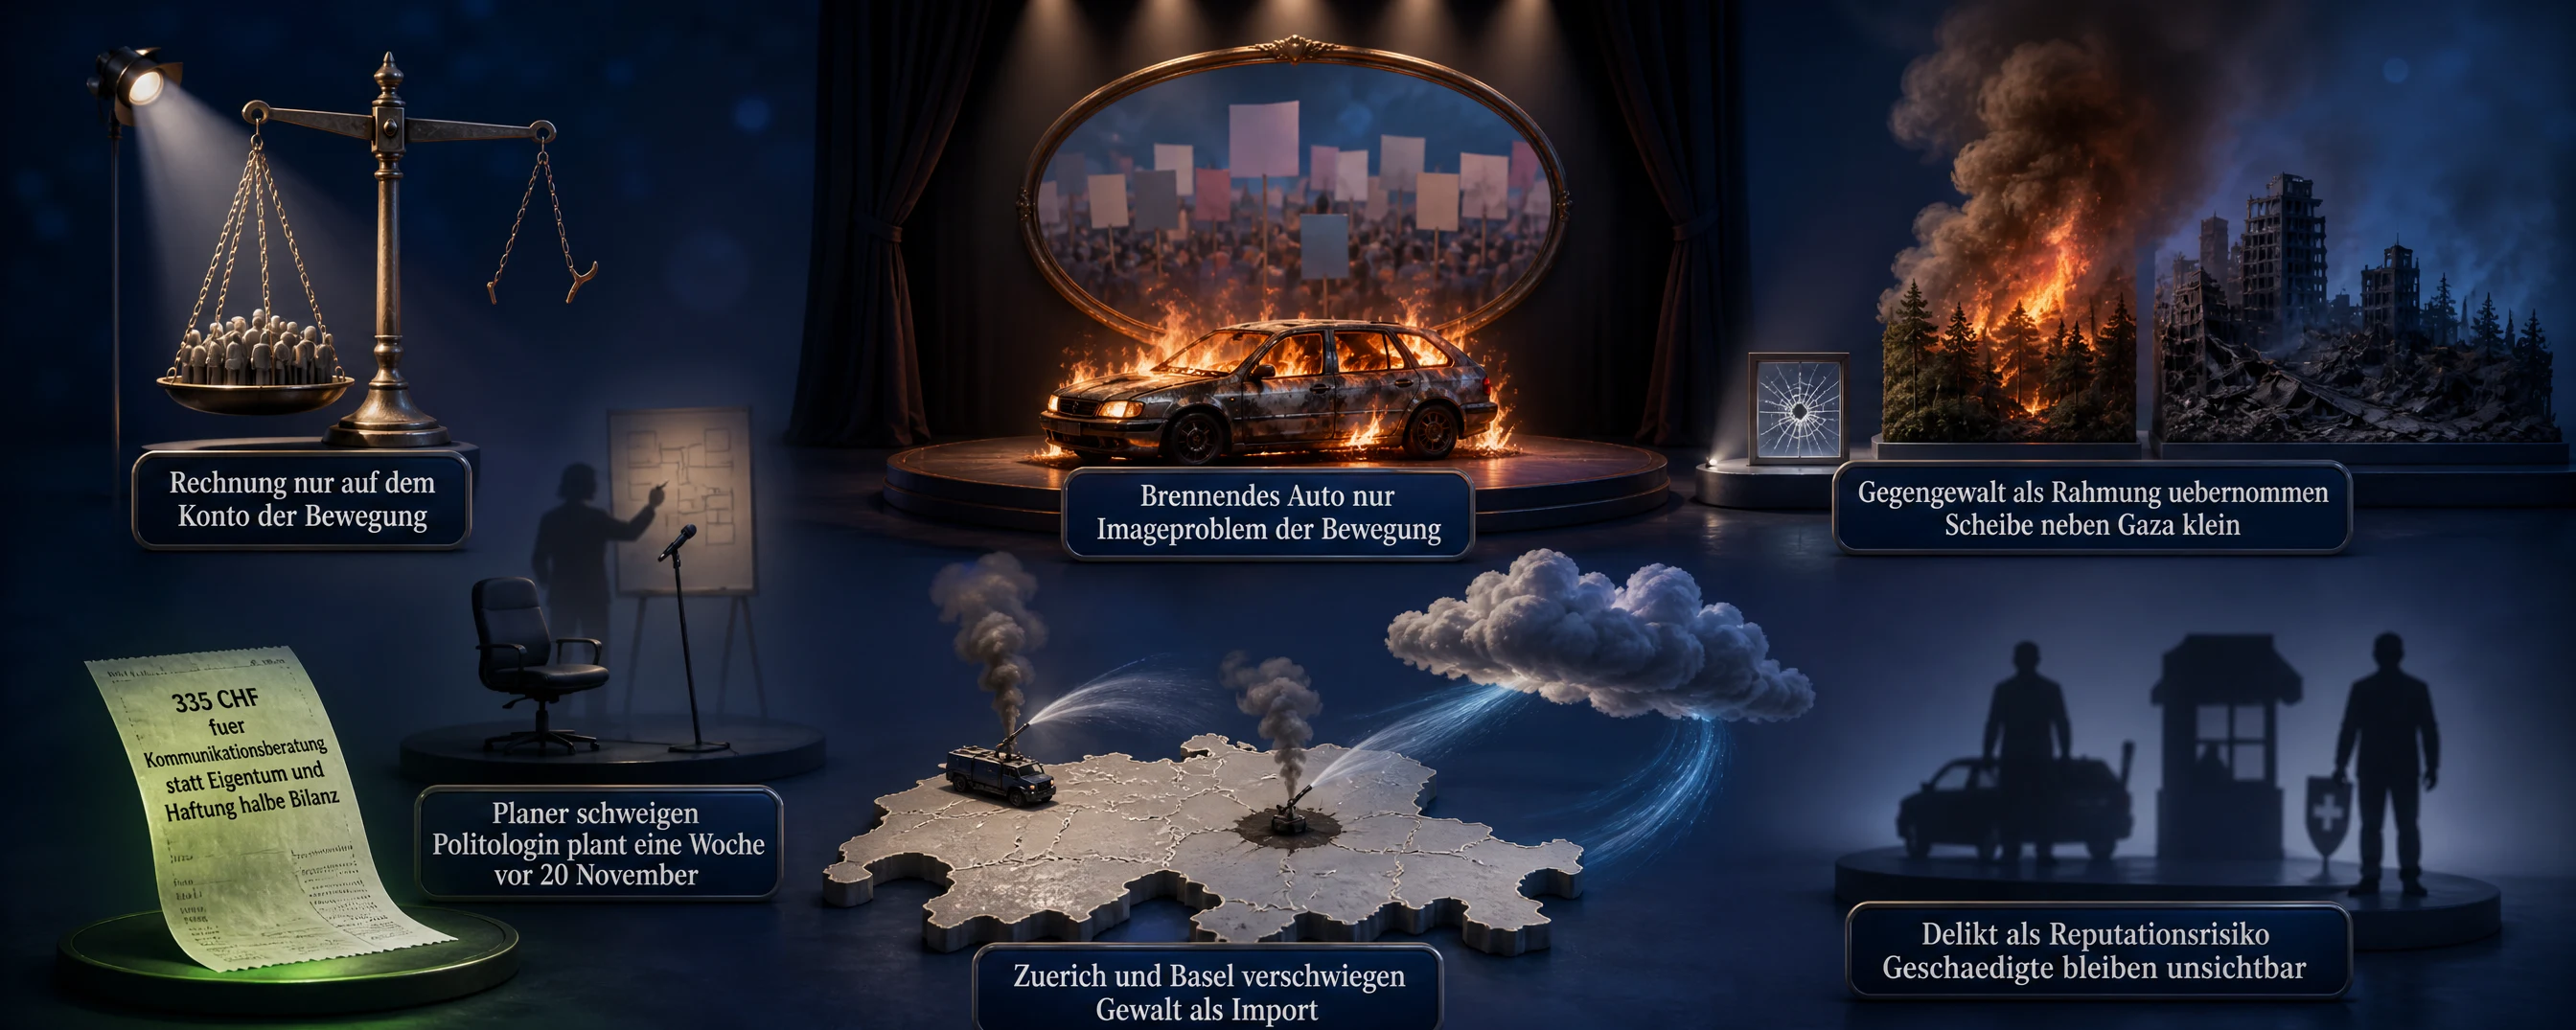 Rechnung nur auf dem
Konto der Bewegung
Brennendes Auto nur
Imageproblem der Bewegung
Gegengewalt als Rahmung uebernommen
Scheibe neben Gaza klein
335 CHF
fuer
Kommunikationsberatung
statt Eigentum und
Haftung halbe Bilanz
Planer schweigen
Politologin plant eine Woche
vor 20 November
Zuerich und Basel verschwiegen
Gewalt als Import
Delikt als Reputationsrisiko
Geschaedigte bleiben unsichtbar